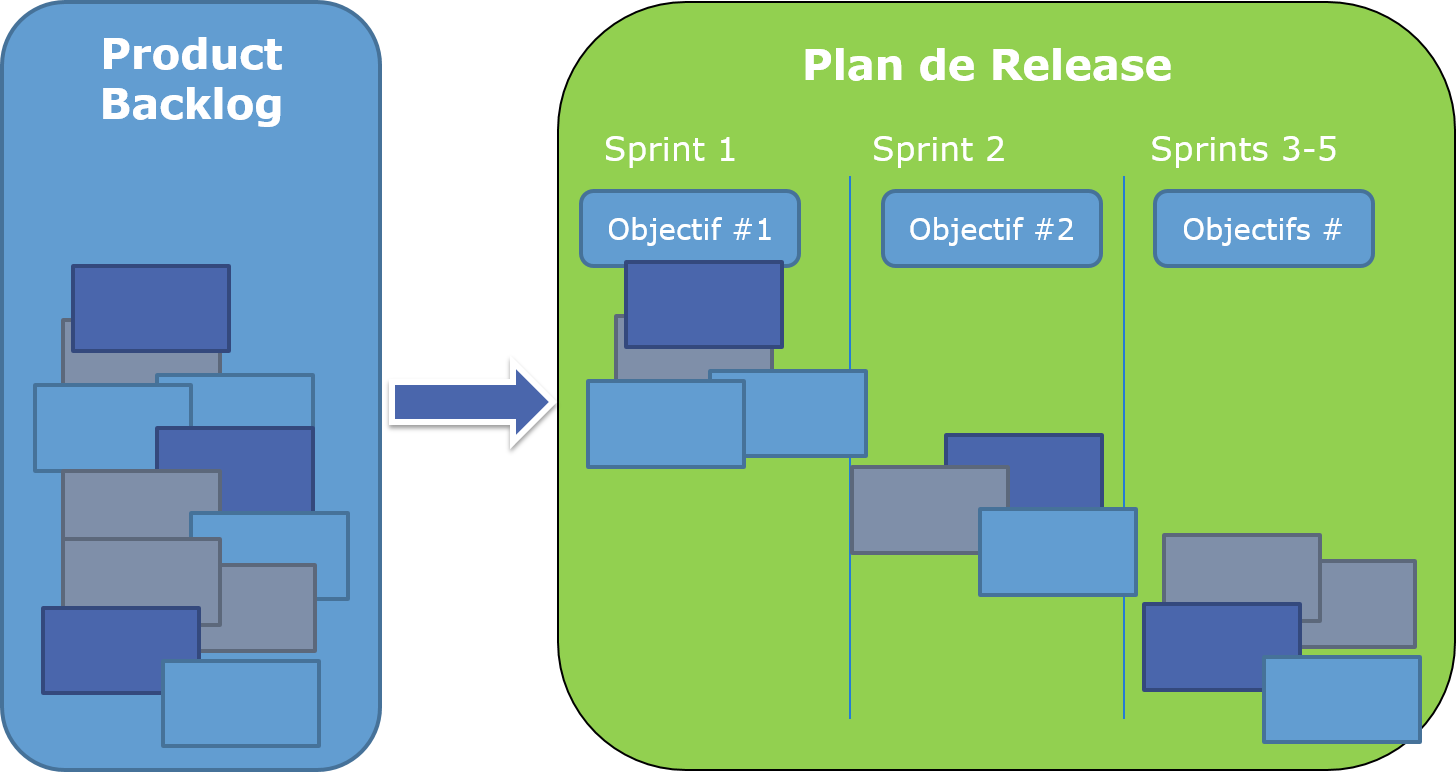 Product
Backlog
Plan de Release
Sprint 1
Sprint 2
Sprints 3-5
Objectif #1
Objectif #2
Objectifs #